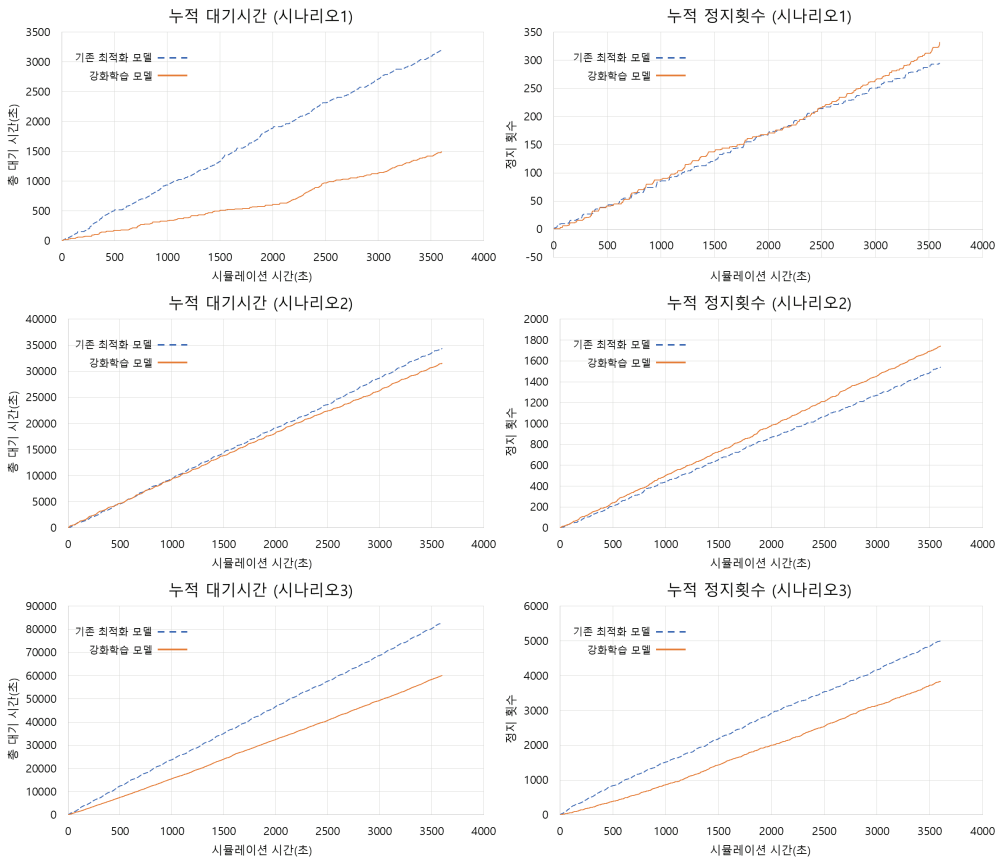 누적 대기시간 (시나리오1)
총 대기 시간(초)
3500
3000
2500
2000
1500
1000
500
0
기존 최적화 모델
강화학습 모델
0 500 1000 1500 2000 2500 3000 3500 4000
시뮬레이션 시간(초)
누적 정지횟수 (시나리오1)
정지 횟수
350
300
250
200
150
100
50
0
-50
기존 최적화 모델
강화학습 모델
0 500 1000 1500 2000 2500 3000 3500 4000
시뮬레이션 시간(초)
누적 대기시간 (시나리오2)
총 대기 시간(초)
40000
35000
30000
25000
20000
15000
10000
5000
0
기존 최적화 모델
강화학습 모델
0 500 1000 1500 2000 2500 3000 3500 4000
시뮬레이션 시간(초)
누적 정지횟수 (시나리오2)
정지 횟수
2000
1800
1600
1400
1200
1000
800
600
400
200
0
기존 최적화 모델
강화학습 모델
0 500 1000 1500 2000 2500 3000 3500 4000
시뮬레이션 시간(초)
누적 대기시간 (시나리오3)
총 대기 시간(초)
90000
80000
70000
60000
50000
40000
30000
20000
10000
0
기존 최적화 모델
강화학습 모델
0 500 1000 1500 2000 2500 3000 3500 4000
시뮬레이션 시간(초)
누적 정지횟수 (시나리오3)
정지 횟수
6000
5000
4000
3000
2000
1000
0
기존 최적화 모델
강화학습 모델
0 500 1000 1500 2000 2500 3000 3500 4000
시뮬레이션 시간(초)